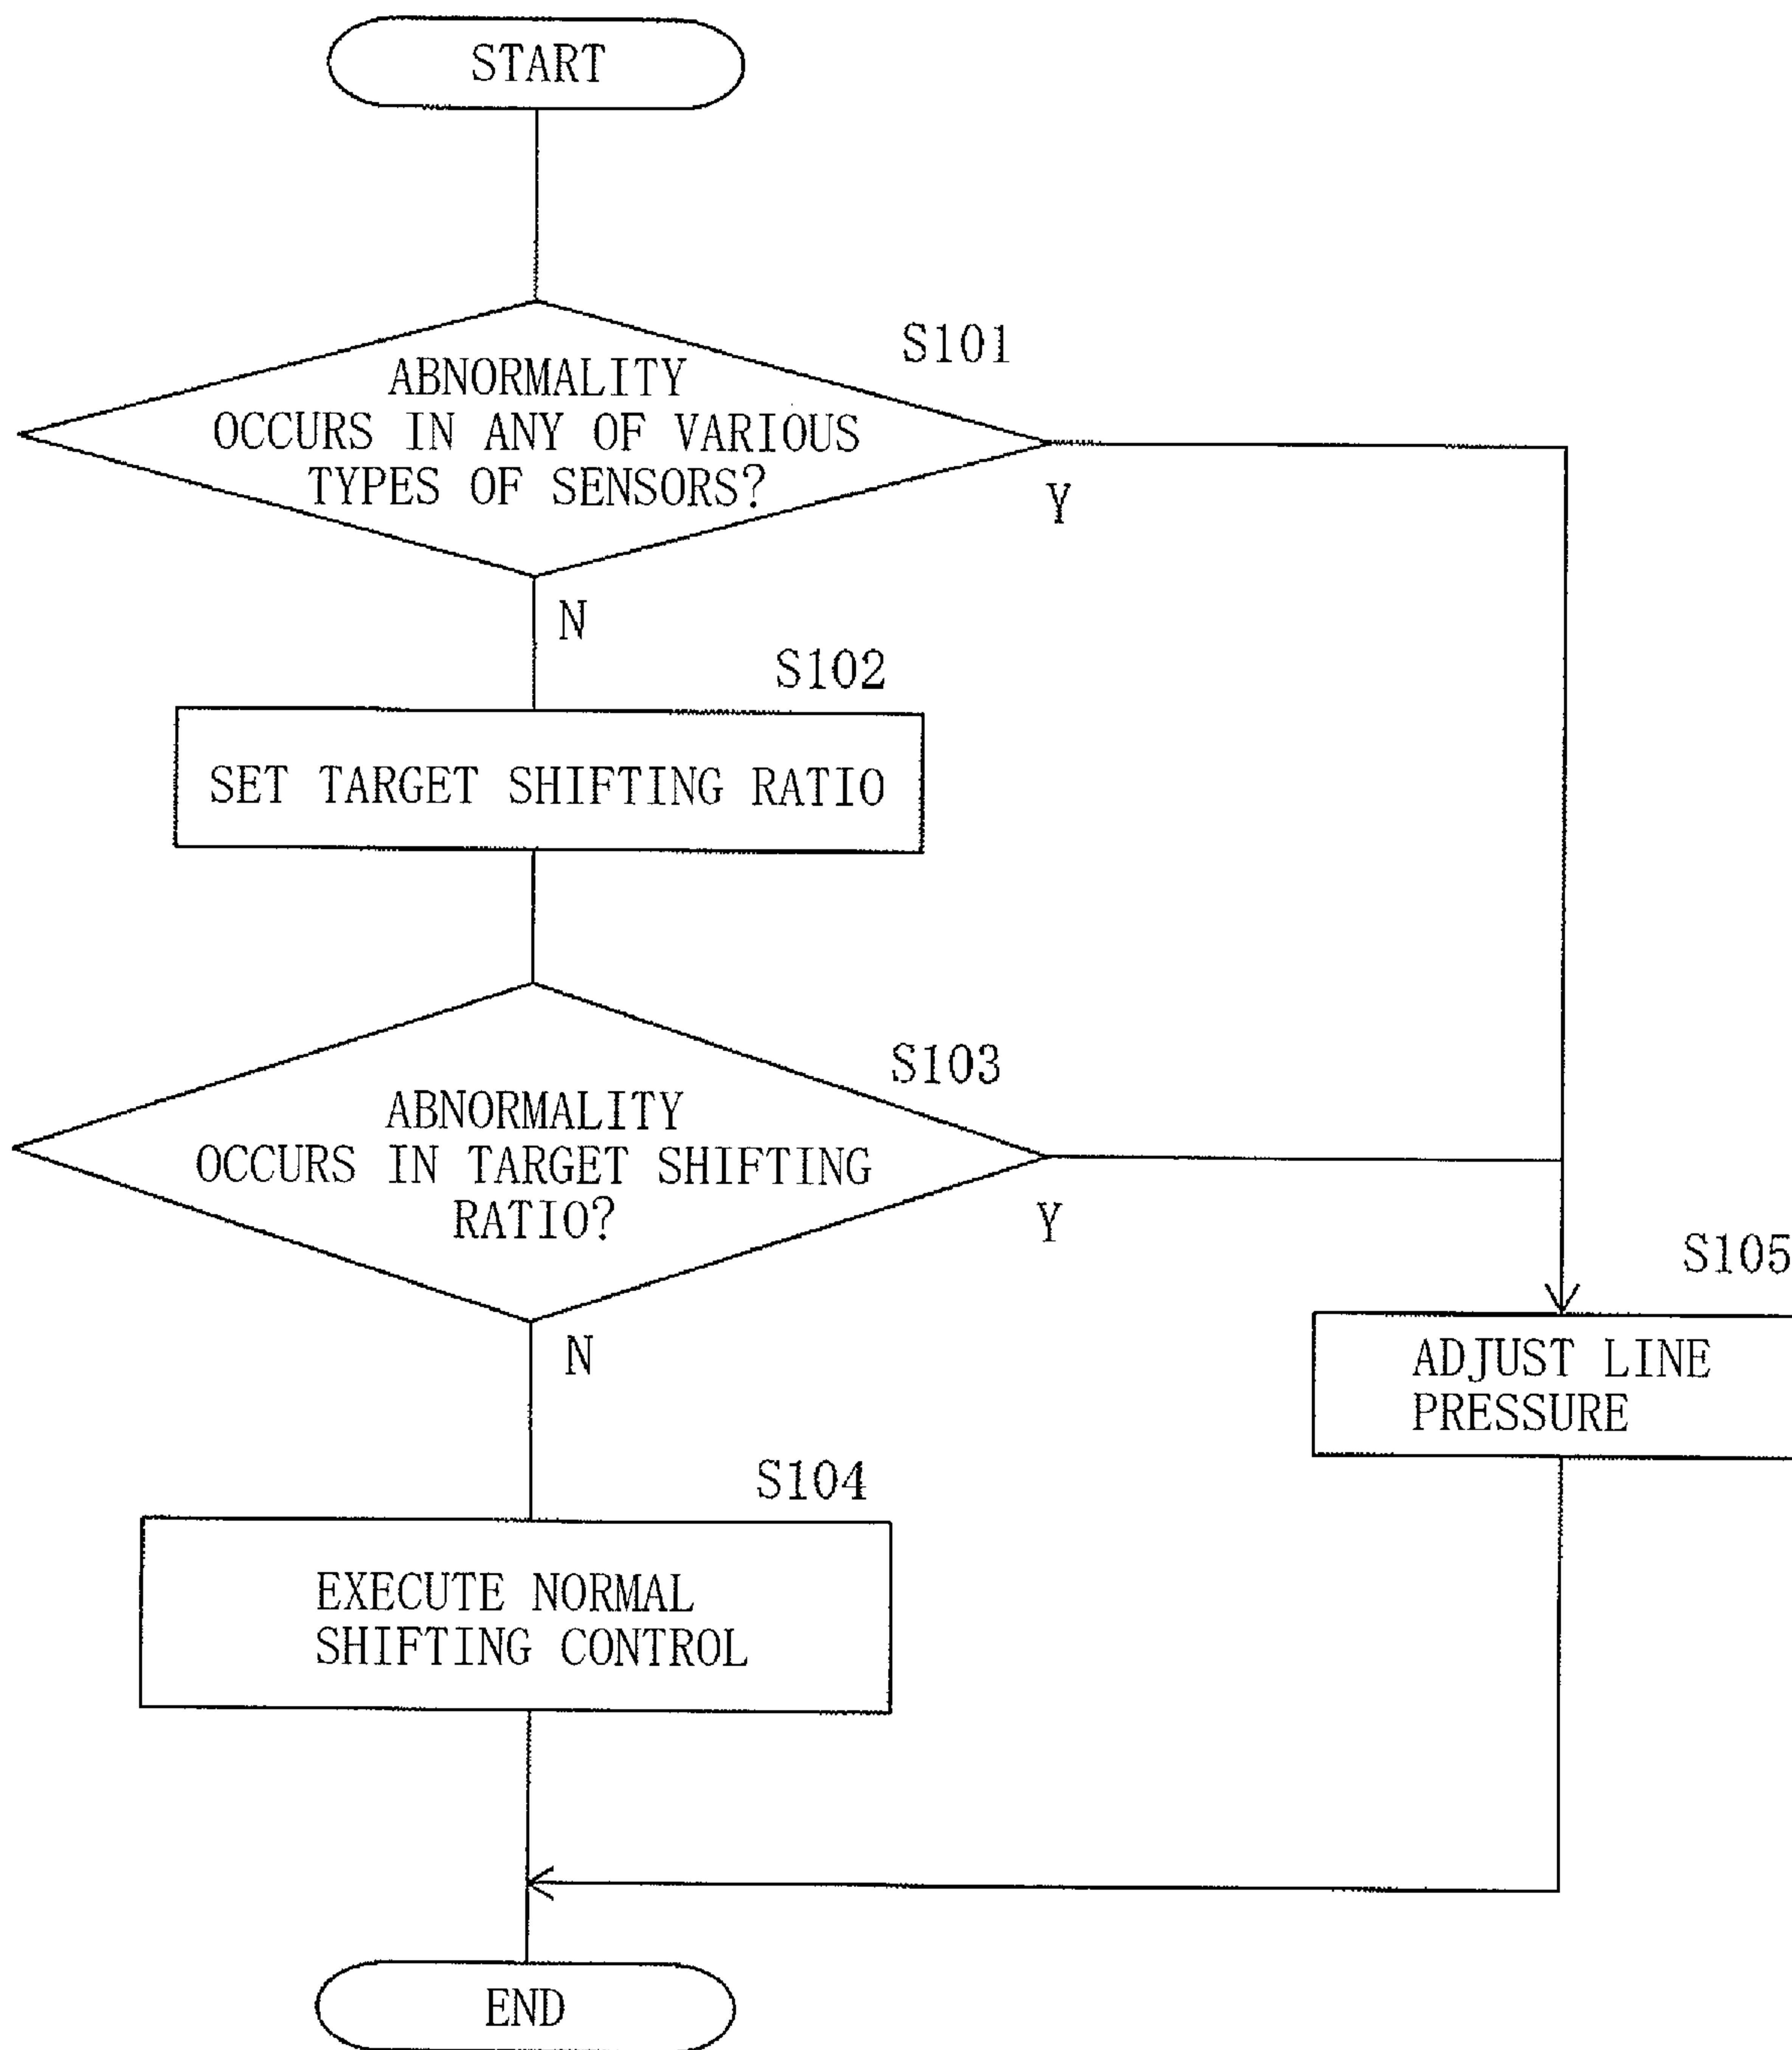 START
S101
ABNORMALITY
OCCURS IN ANY OF VARIOUS
TYPES OF SENSORS?
Y
N
S102
SET TARGET SHIFTING RATIO
S103
ABNORMALITY
OCCURS IN TARGET SHIFTING
RATIO?
Y
N
S105
ADJUST LINE
PRESSURE
S104
EXECUTE NORMAL
SHIFTING CONTROL
END